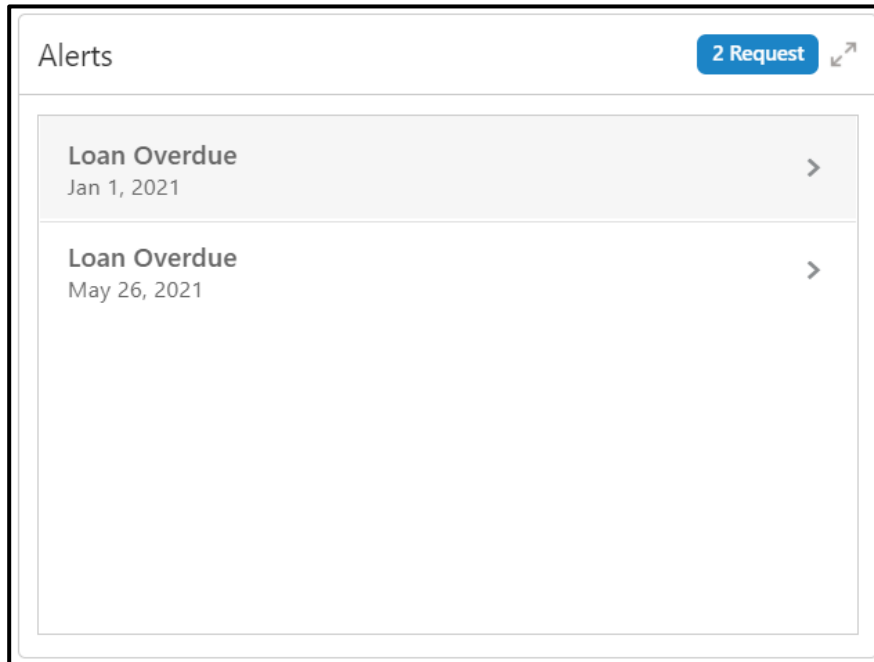 Alerts
2 Request
Loan Overdue
Jan 1, 2021
Loan Overdue
May 26, 2021